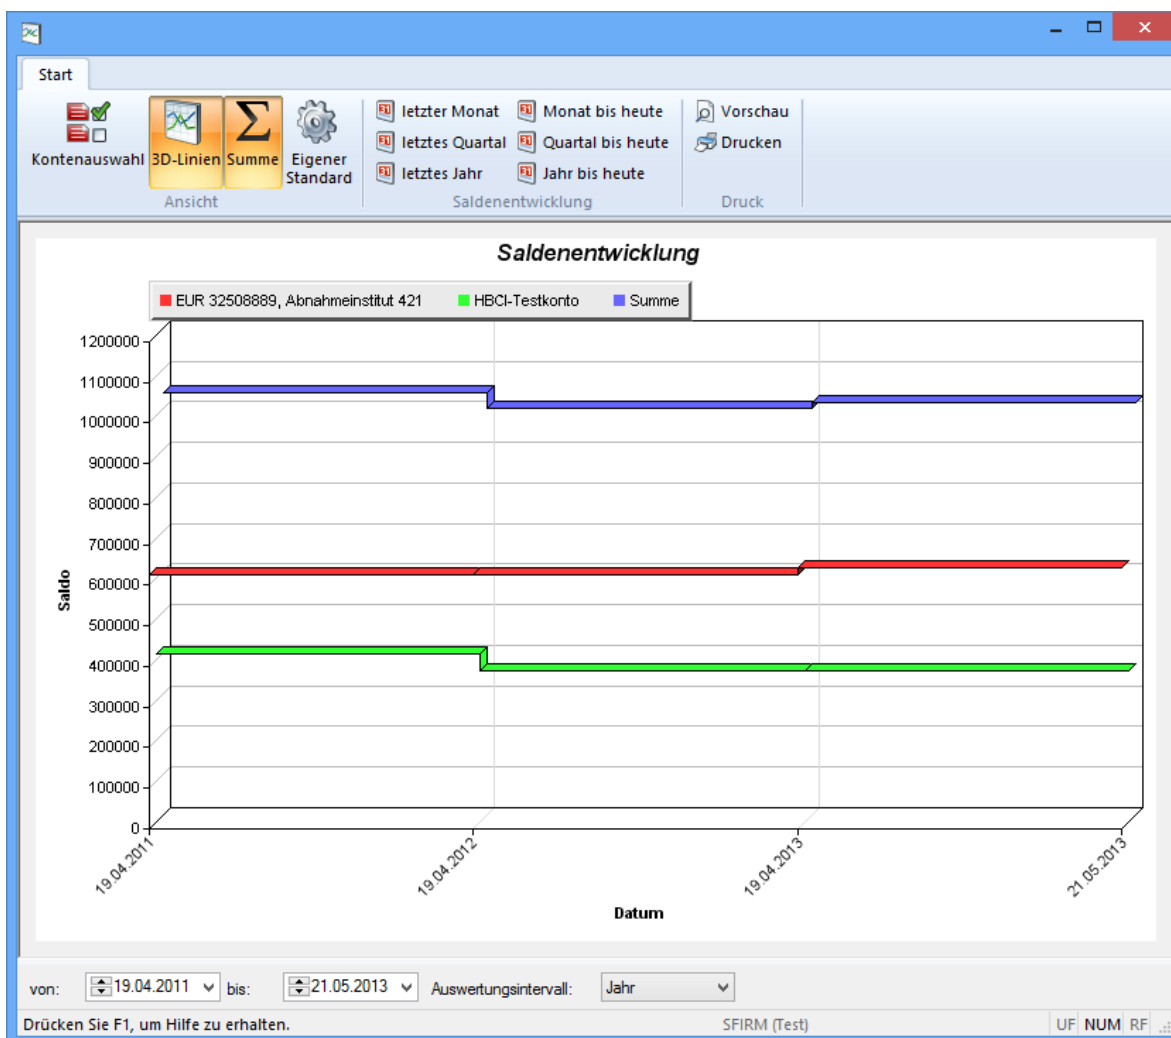 Start
Kontenauswahl
3D-Linien
Summe
Eigener
Standard
Ansicht
letzter Monat
letztes Quartal
letztes Jahr
Monat bis heute
Quartal bis heute
Jahr bis heute
Saldenentwicklung
Vorschau
Drucken
Druck
Saldenentwicklung
EUR 32508889, Abnahmeinstitut 421 HBCI-Testkonto Summe
1200000
1100000
1000000
900000
800000
700000
600000
500000
400000
300000
200000
100000
0
Saldo
19.04.2011 19.04.2012 19.04.2013 21.05.2013
Datum
von: 19.04.2011 bis: 21.05.2013 Auswertungsintervall: Jahr
Drücken Sie F1, um Hilfe zu erhalten. SFIRM (Test) UF NUM RF